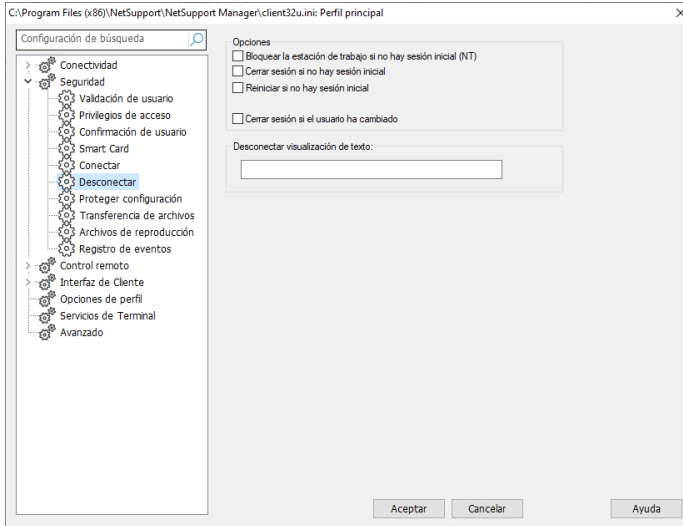 C:\Program Files (x86)\NetSupport\NetSupport Manager\client32u.ini: Perfil principal
Configuración de búsqueda
Conectividad
Seguridad
Validación de usuario
Privilegios de acceso
Confirmación de usuario
Smart Card
Conectar
Desconectar
Proteger configuración
Transferencia de archivos
Archivos de reproducción
Registro de eventos
Control remoto
Interfaz de Cliente
Opciones de perfil
Servicios de Terminal
Avanzado
Opciones
Bloquear la estación de trabajo si no hay sesión inicial (NT)
Cerrar sesión si no hay sesión inicial
Reiniciar si no hay sesión inicial
Cerrar sesión si el usuario ha cambiado
Desconectar visualización de texto:
Aceptar
Cancelar
Ayuda